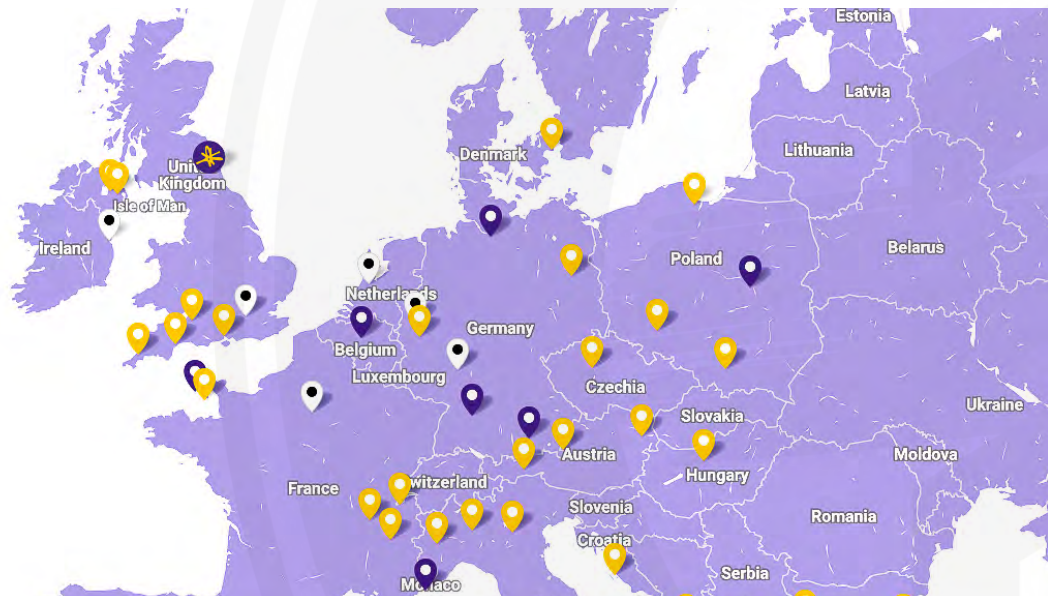 Estonia
Latvia
Lithuania
Denmark
United
Kingdom
Isle of Man
Ireland
Belarus
Poland
Netherlands
Germany
Belgium
Luxembourg
Czechia
Slovakia
Ukraine
Austria
Moldova
Hungary
Switzerland
France
Slovenia
Romania
Croatia
Serbia
Monaco